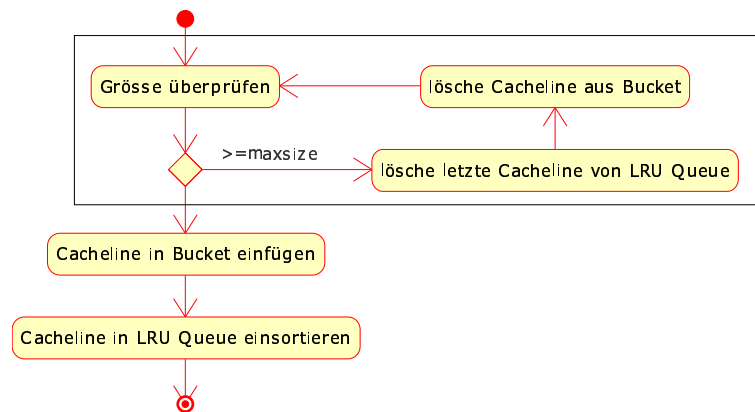 Grösse überprüfen
lösche Cacheline aus Bucket
>=maxsize
lösche letzte Cacheline von LRU Queue
Cacheline in Bucket einfügen
Cacheline in LRU Queue einsortieren